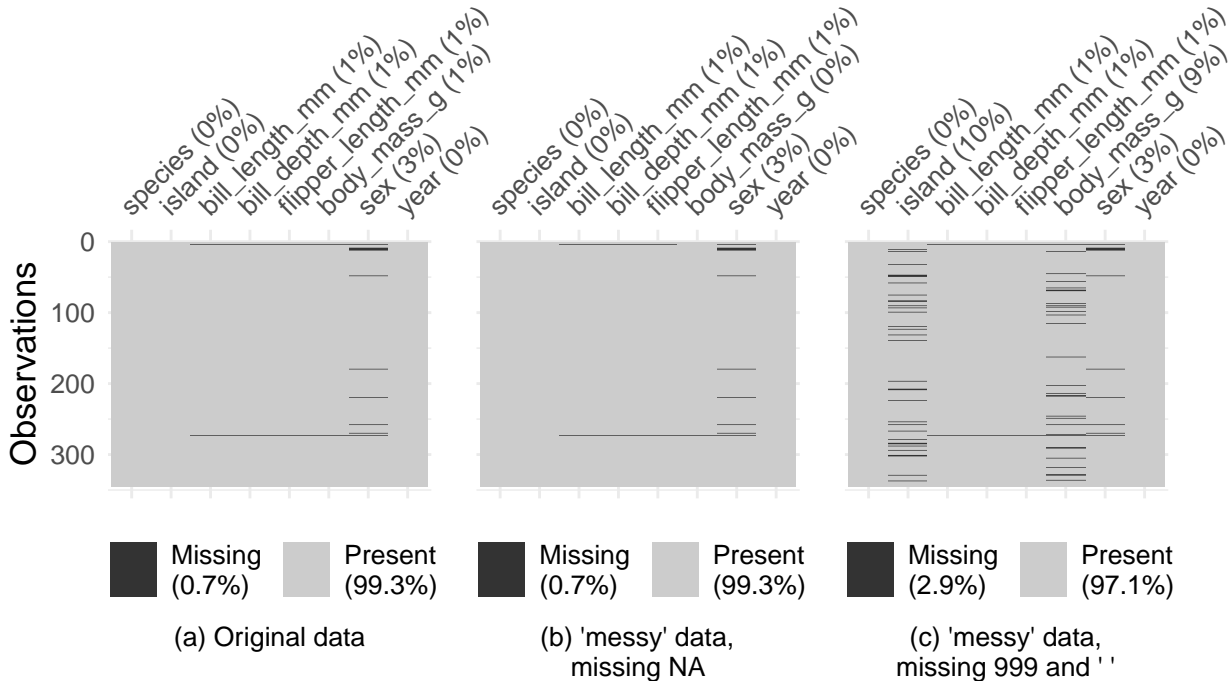 species (0%)
island (0%)
bill_length_mm (1%)
bill_depth_mm (1%)
flipper_length_mm (1%)
body_mass_g (1%)
sex (3%)
year (0%)
species (0%)
island (0%)
bill_length_mm (1%)
bill_depth_mm (1%)
flipper_length_mm (1%)
body_mass_g (0%)
sex (3%)
year (0%)
species (0%)
island (10%)
bill_length_mm (1%)
bill_depth_mm (1%)
flipper_length_mm (1%)
body_mass_g (9%)
sex (3%)
year (0%)
Observations
0
100
200
300
Missing
(0.7%)
Present
(99.3%)
Missing
(0.7%)
Present
(99.3%)
Missing
(2.9%)
Present
(97.1%)
(a) Original data
(b) 'messy' data,
missing NA
(c) 'messy' data,
missing 999 and ' '